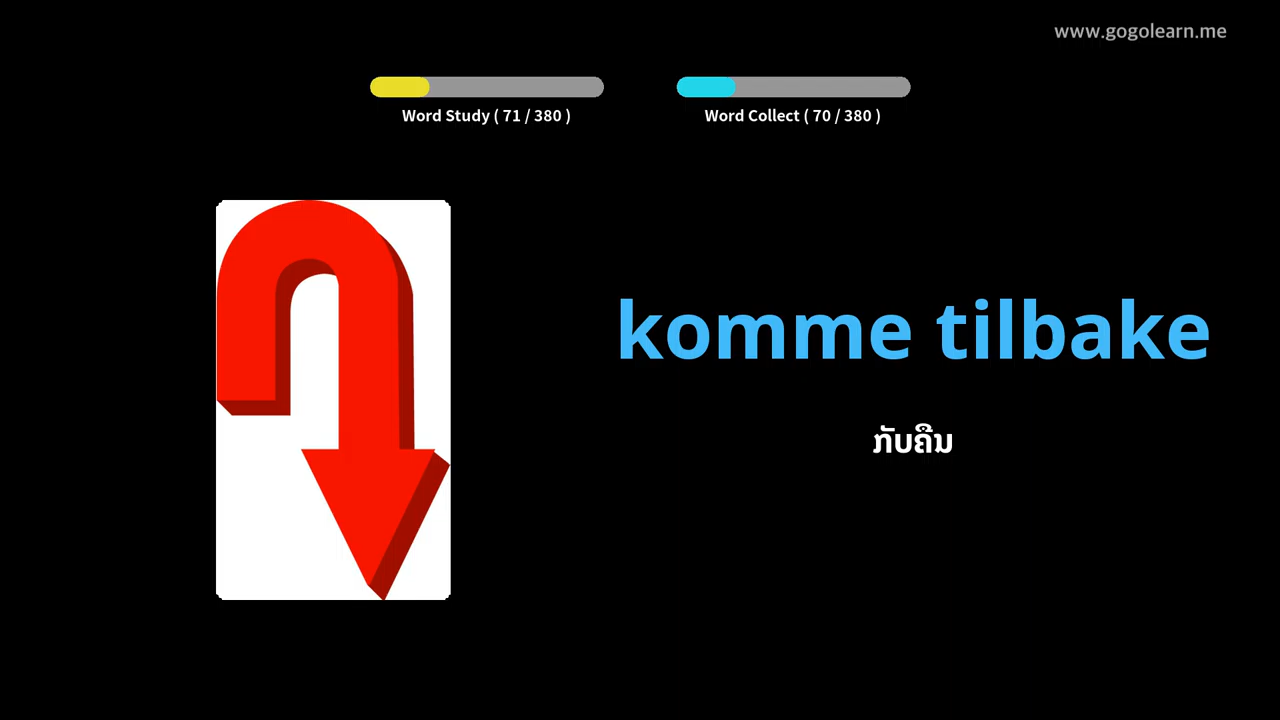 www.gogolearn.me
Word Study ( 71 / 380 )
Word Collect ( 70 / 380 )
komme tilbake
ກັບຄືນ